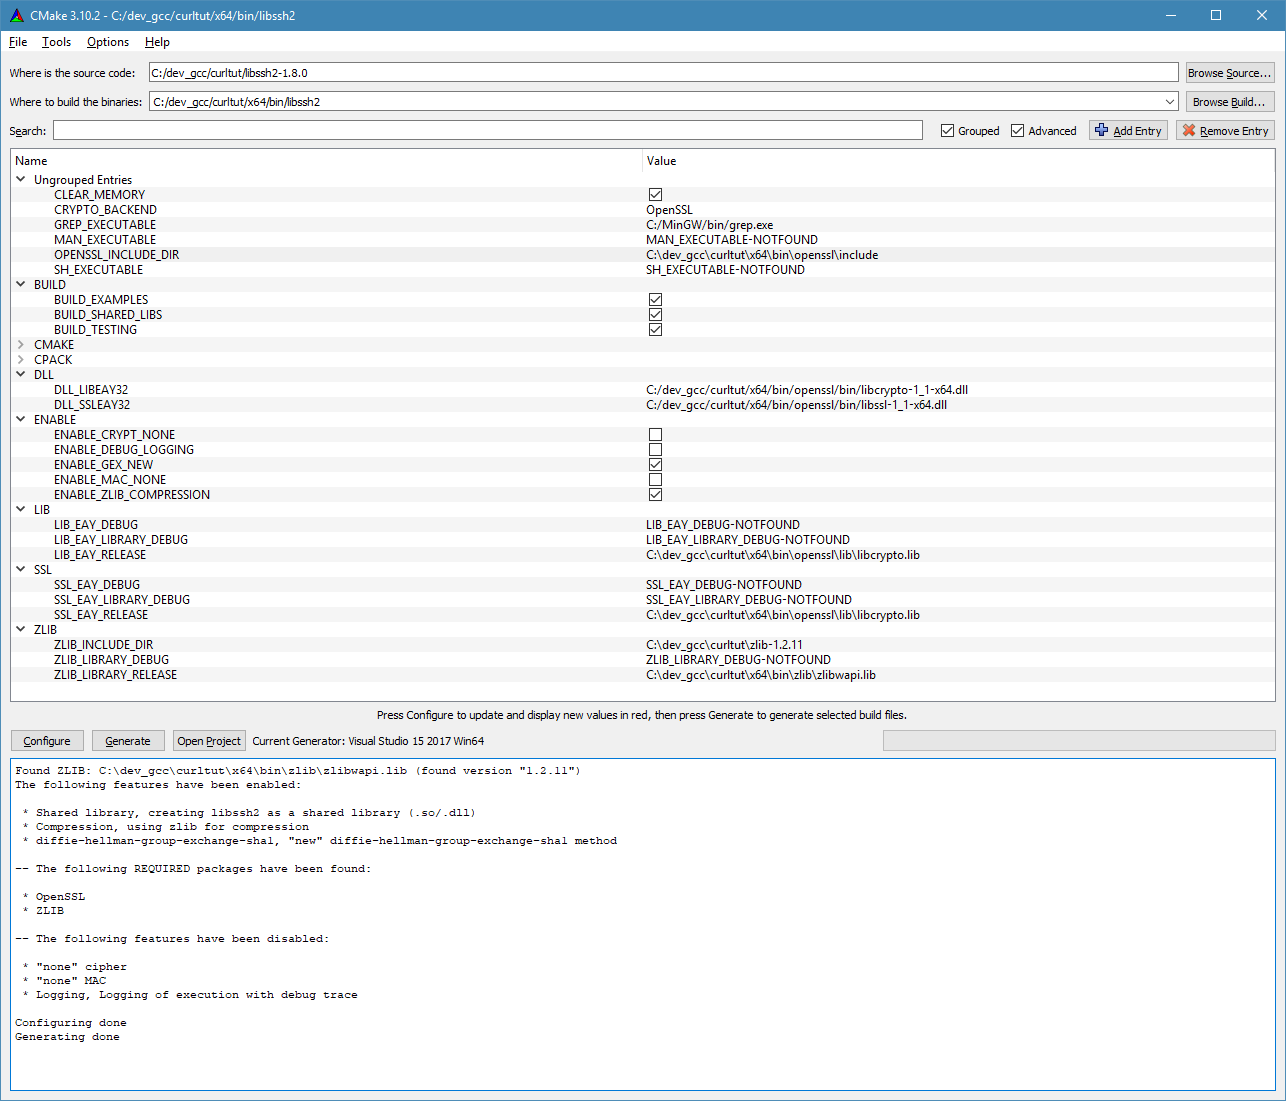 CMake 3.10.2 - C:/dev_gcc/curltut/x64/bin/libssh2
File Tools Options Help
Where is the source code: C:/dev_gcc/curltut/libssh2-1.8.0 Browse Source...
Where to build the binaries: C:/dev_gcc/curltut/x64/bin/libssh2 Browse Build...
Search: Grouped Advanced Add Entry Remove Entry
Name Value
Ungrouped Entries
CLEAR_MEMORY
CRYPTO_BACKEND OpenSSL
GREP_EXECUTABLE C:/MinGW/bin/grep.exe
MAN_EXECUTABLE MAN_EXECUTABLE-NOTFOUND
OPENSSL_INCLUDE_DIR C:\dev_gcc\curltut\x64\bin\openssl\include
SH_EXECUTABLE SH_EXECUTABLE-NOTFOUND
BUILD
BUILD_EXAMPLES
BUILD_SHARED_LIBS
BUILD_TESTING
CMAKE
CPACK
DLL
DLL_LIBEAY32 C:/dev_gcc/curltut/x64/bin/openssl/bin/libcrypto-1_1-x64.dll
DLL_SSLEAY32 C:/dev_gcc/curltut/x64/bin/openssl/bin/libssl-1_1-x64.dll
ENABLE
ENABLE_CRYPT_NONE
ENABLE_DEBUG_LOGGING
ENABLE_GEX_NEW
ENABLE_MAC_NONE
ENABLE_ZLIB_COMPRESSION
LIB
LIB_EAY_DEBUG LIB_EAY_DEBUG-NOTFOUND
LIB_EAY_LIBRARY_DEBUG LIB_EAY_LIBRARY_DEBUG-NOTFOUND
LIB_EAY_RELEASE C:\dev_gcc\curltut\x64\bin\openssl\lib\libcrypto.lib
SSL
SSL_EAY_DEBUG SSL_EAY_DEBUG-NOTFOUND
SSL_EAY_LIBRARY_DEBUG SSL_EAY_LIBRARY_DEBUG-NOTFOUND
SSL_EAY_RELEASE C:\dev_gcc\curltut\x64\bin\openssl\lib\libcrypto.lib
ZLIB
ZLIB_INCLUDE_DIR C:\dev_gcc\curltut\zlib-1.2.11
ZLIB_LIBRARY_DEBUG ZLIB_LIBRARY_DEBUG-NOTFOUND
ZLIB_LIBRARY_RELEASE C:\dev_gcc\curltut\x64\bin\zlib\zlibwapi.lib
Press Configure to update and display new values in red, then press Generate to generate selected build files.
Configure Generate Open Project Current Generator: Visual Studio 15 2017 Win64
Found ZLIB: C:\dev_gcc\curltut\x64\bin\zlib\zlibwapi.lib (found version "1.2.11")
The following features have been enabled:
* Shared library, creating libssh2 as a shared library (.so/.dll)
* Compression, using zlib for compression
* diffie-hellman-group-exchange-sha1, "new" diffie-hellman-group-exchange-sha1 method
-- The following REQUIRED packages have been found:
* OpenSSL
* ZLIB
-- The following features have been disabled:
* "none" cipher
* "none" MAC
* Logging, Logging of execution with debug trace
Configuring done
Generating done